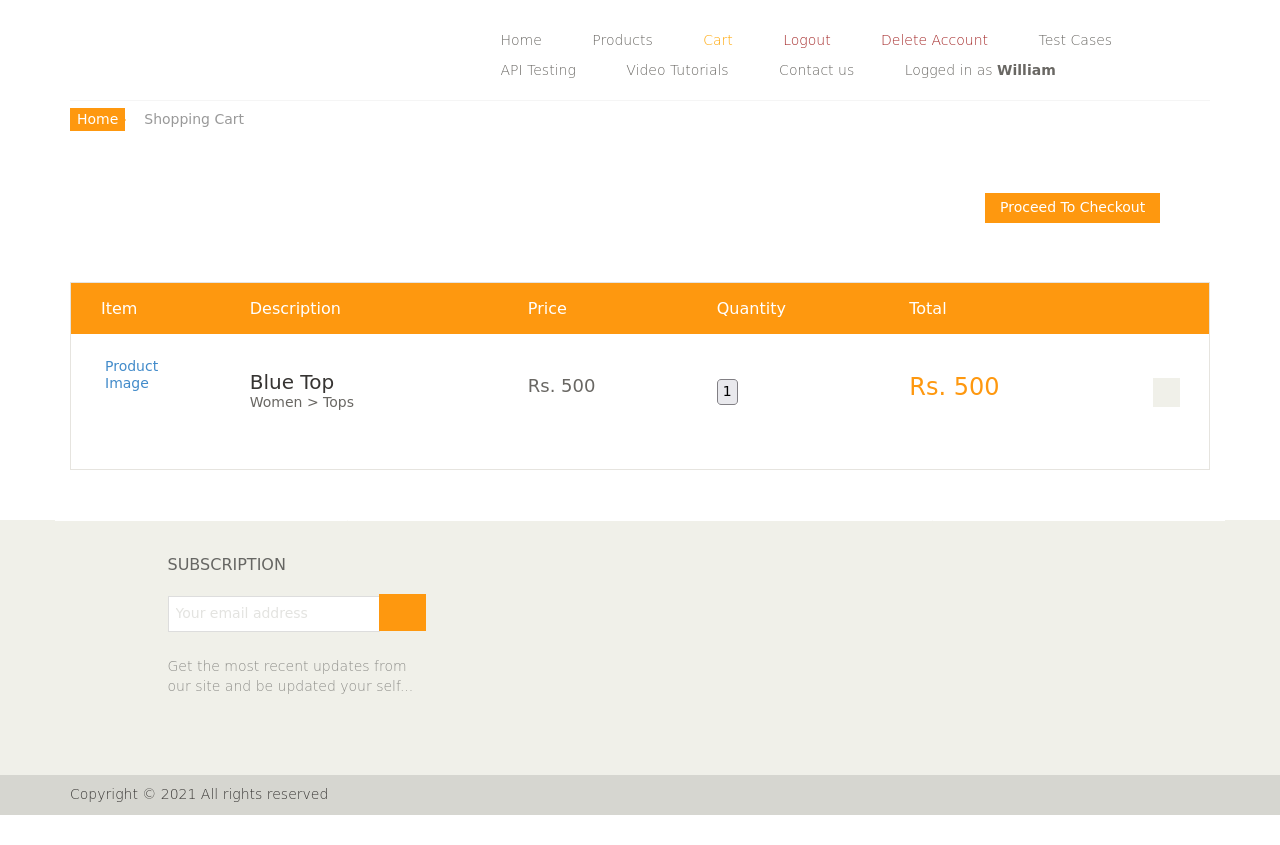 Home Products Cart Logout Delete Account Test Cases
API Testing Video Tutorials Contact us Logged in as William
Home Shopping Cart
Proceed To Checkout
Item Description Price Quantity Total
Product
Image
Blue Top
Women > Tops
Rs. 500
1
Rs. 500
SUBSCRIPTION
Your email address
Get the most recent updates from
our site and be updated your self...
Copyright © 2021 All rights reserved